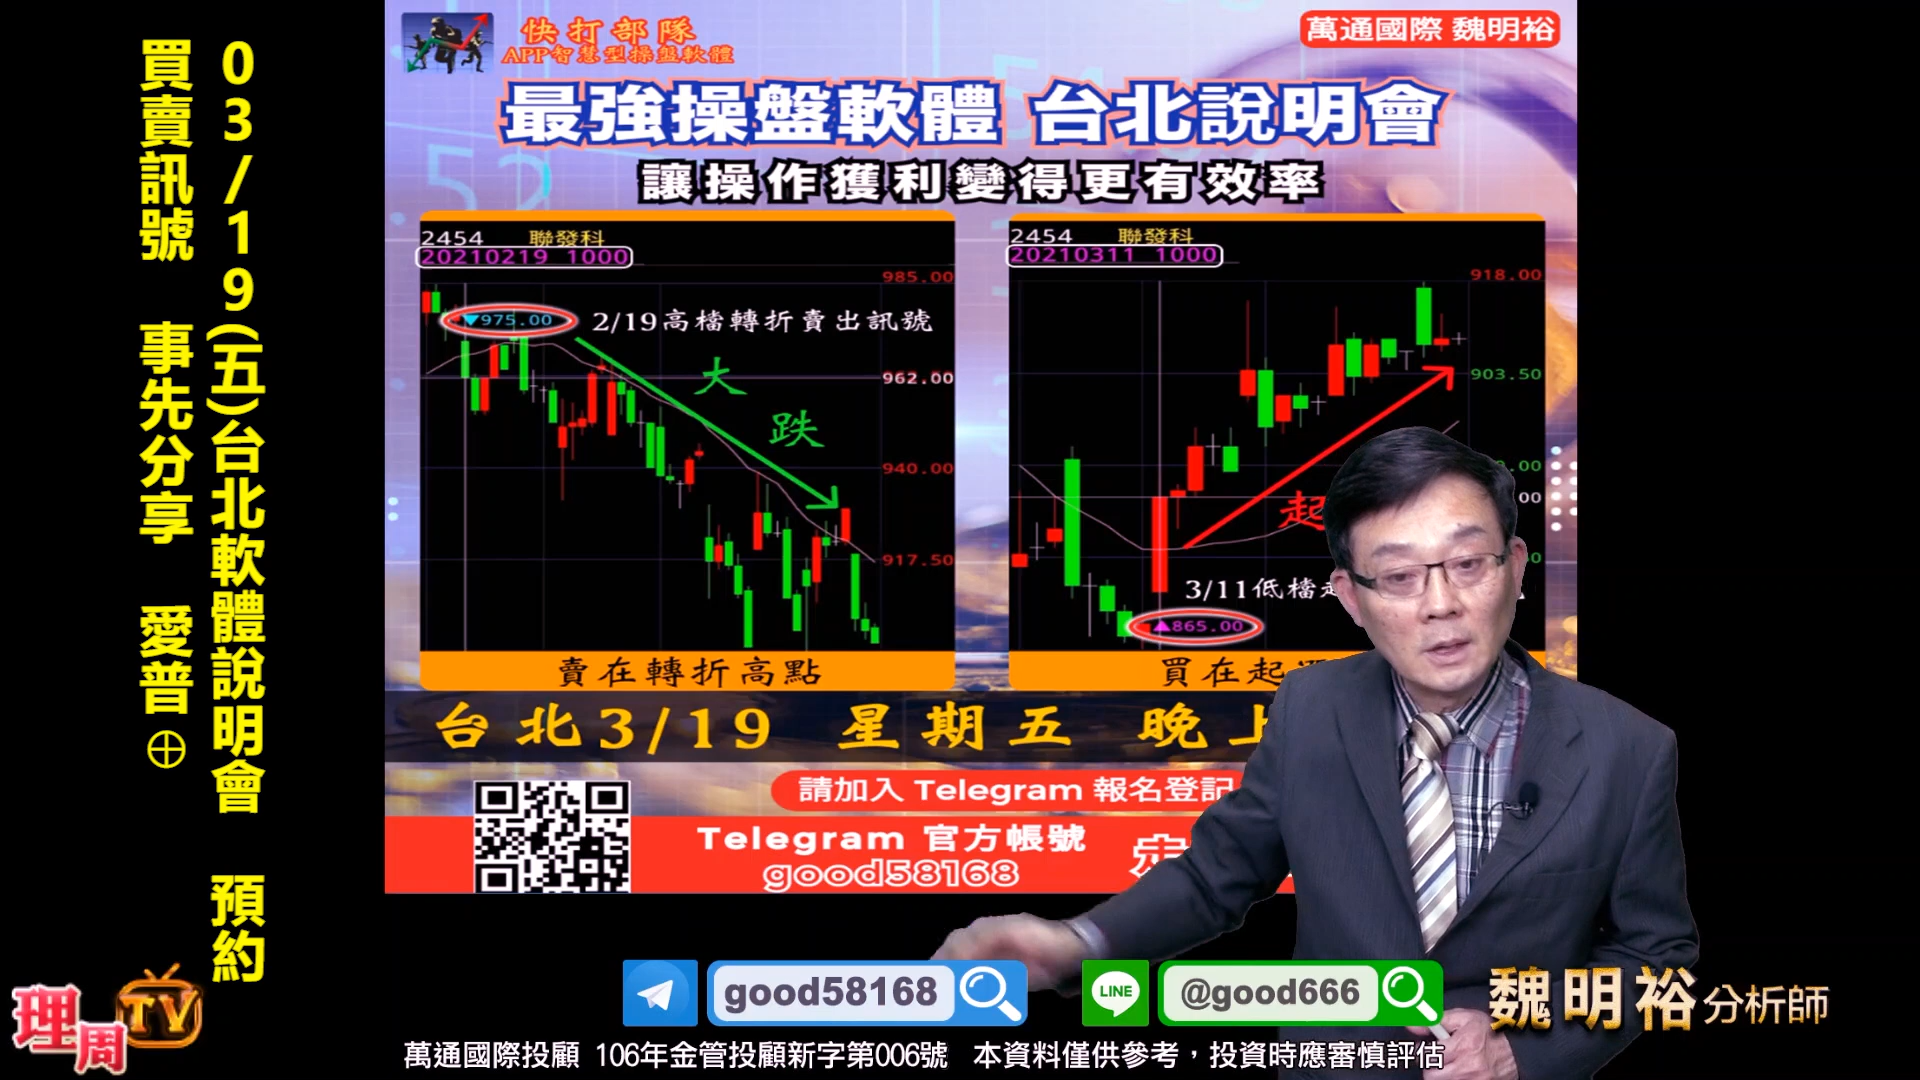 03/19(五)台北軟體說明會 預約
買賣訊號 事先分享 愛普⊕
快打部隊
APP智慧型操盤軟體
萬通國際 魏明裕
最強操盤軟體 台北說明會
讓操作獲利變得更有效率
2454 聯發科
20210219 1000
985.00
▼975.00
2/19高檔轉折賣出訊號
大跌
962.00
940.00
917.50
賣在轉折高點
2454 聯發科
20210311 1000
918.00
903.50
.00
00
0
起
3/11低檔
▲865.00
買在起
台北3/19 星期五 晚上
請加入 Telegram 報名登記
Telegram 官方帳號
good58168
good58168
LINE
@good666
魏明裕分析師
理周TV
萬通國際投顧 106年金管投顧新字第006號 本資料僅供參考，投資時應審慎評估